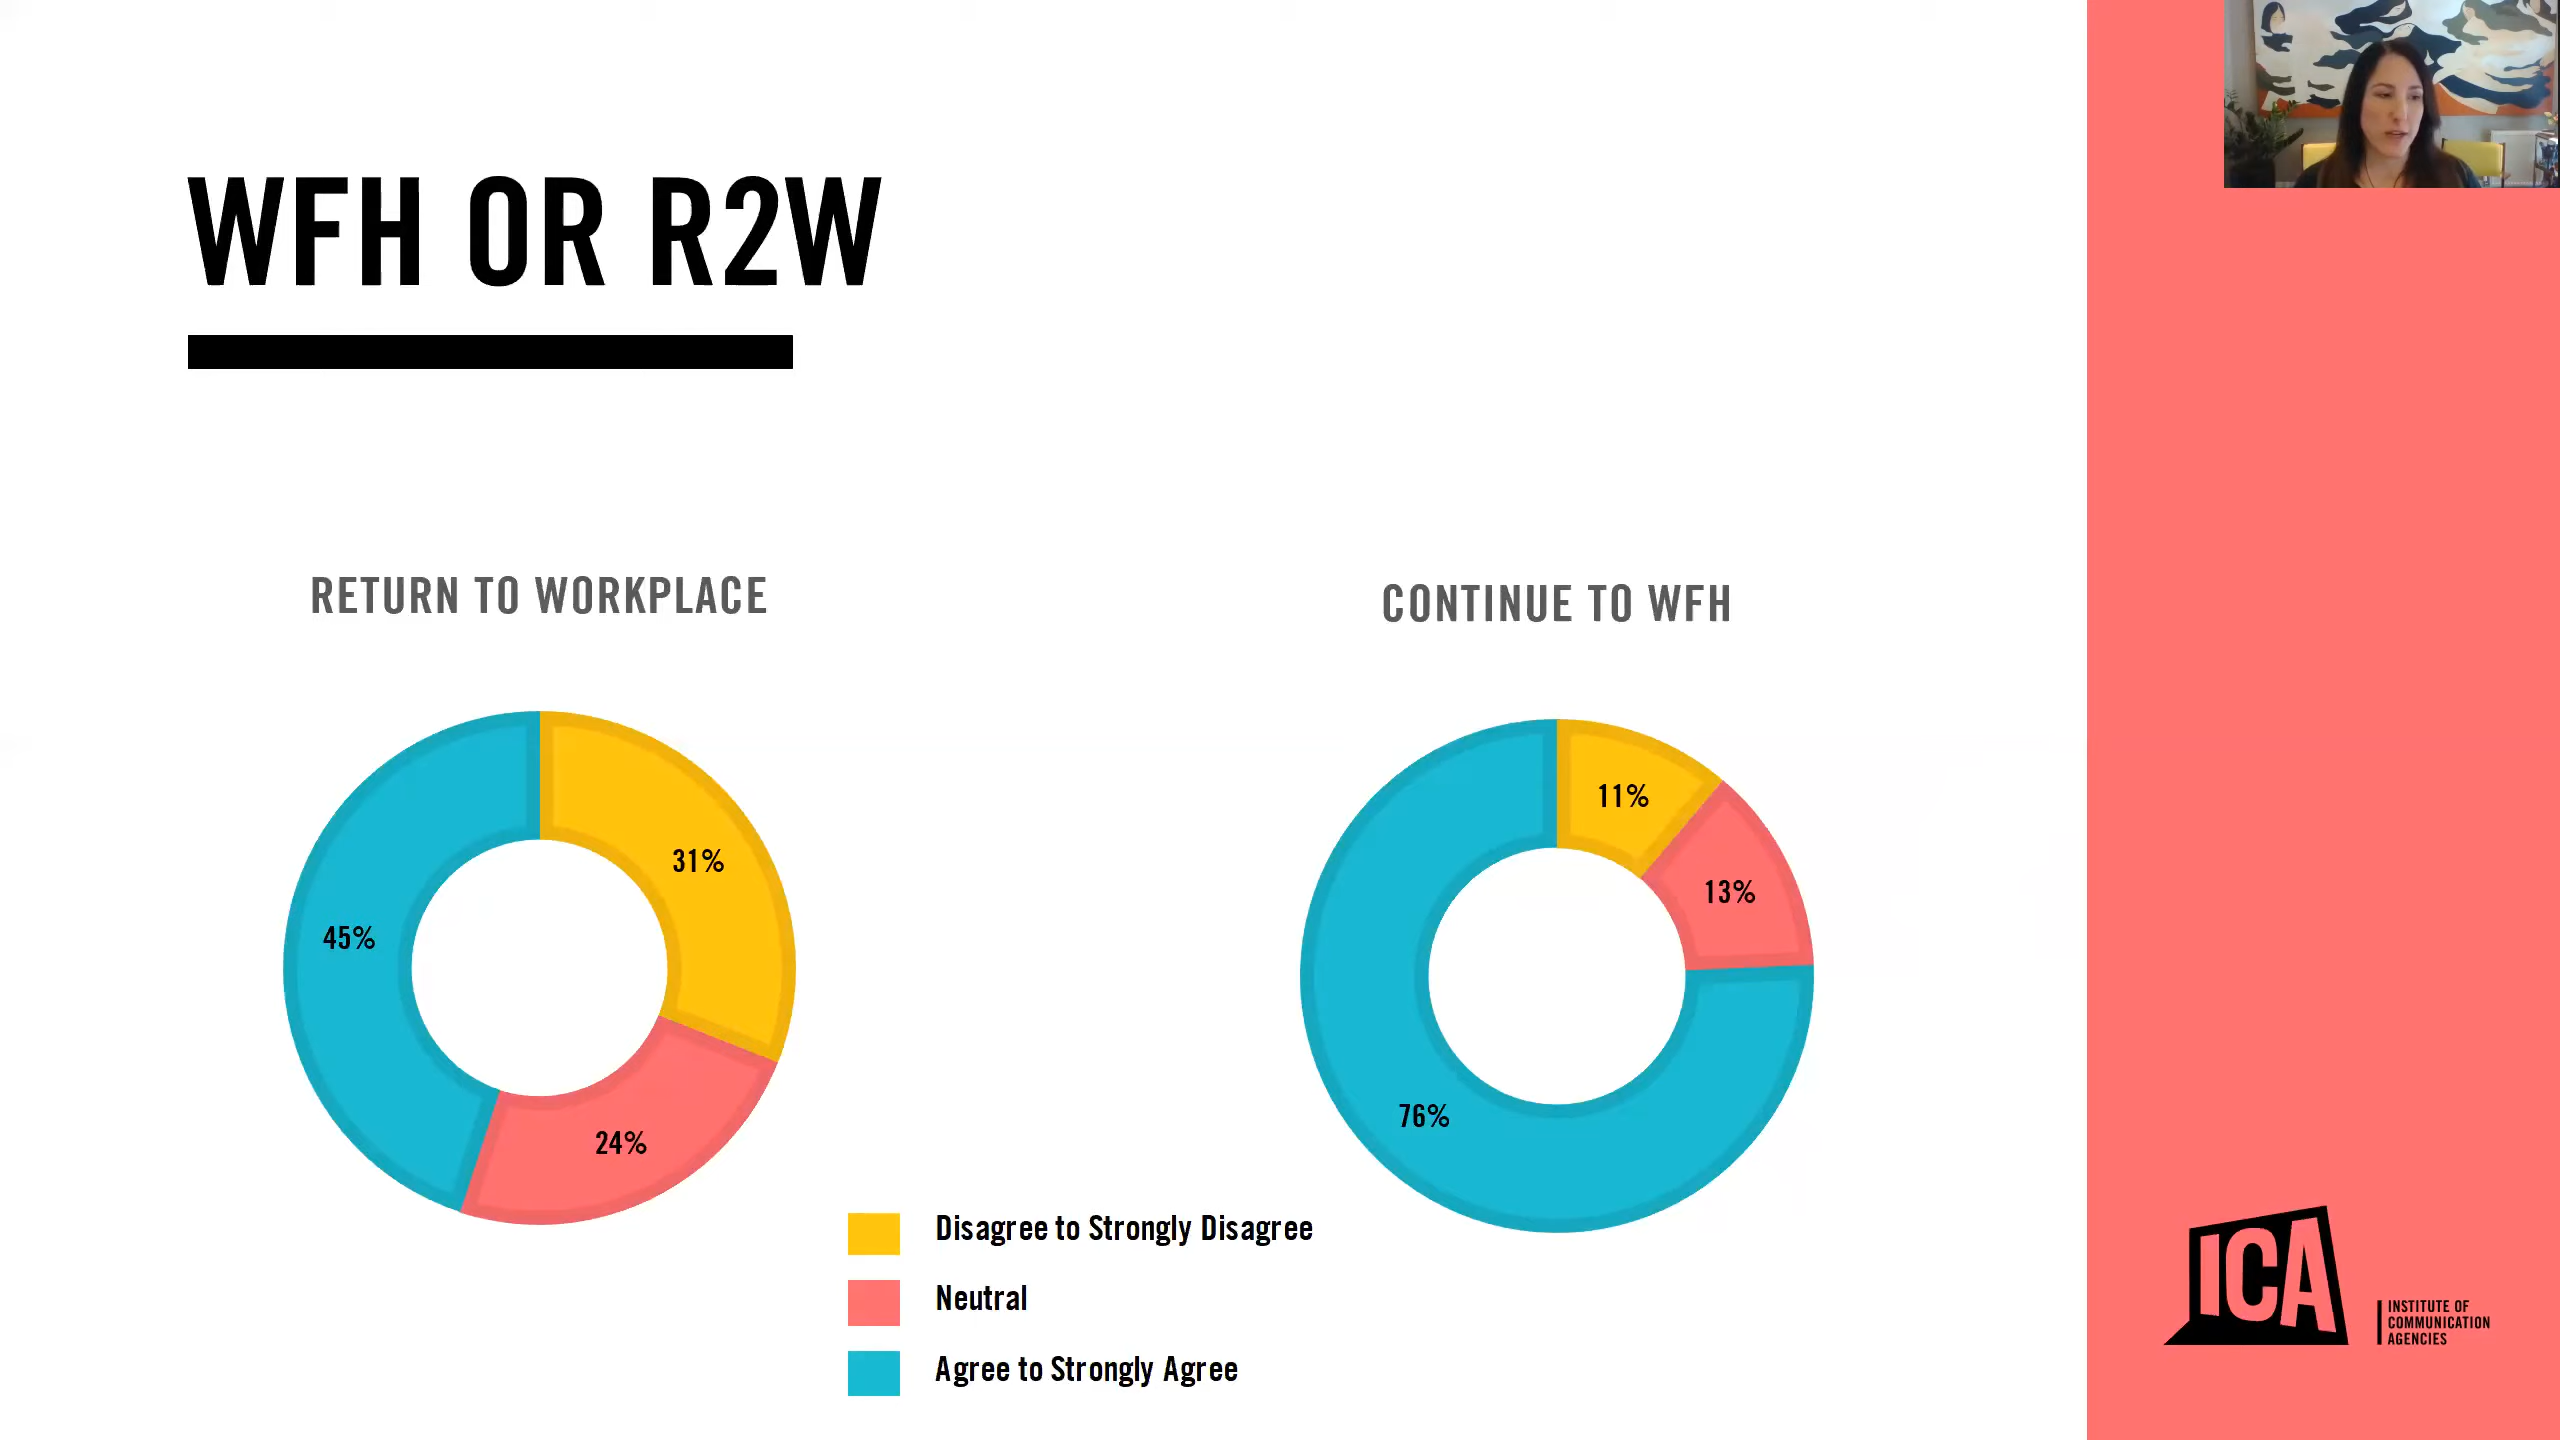 WFH OR R2W
RETURN TO WORKPLACE
31%
45%
24%
CONTINUE TO WFH
11%
13%
76%
Disagree to Strongly Disagree
Neutral
Agree to Strongly Agree
ICA
INSTITUTE OF
COMMUNICATION
AGENCIES